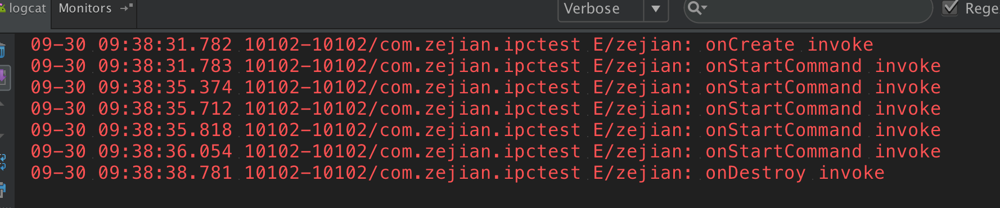 logcat Monitors Verbose Rege
09-30 09:38:31.782 10102-10102/com.zejian.ipctest E/zejian: onCreate invoke
09-30 09:38:31.783 10102-10102/com.zejian.ipctest E/zejian: onStartCommand invoke
09-30 09:38:35.374 10102-10102/com.zejian.ipctest E/zejian: onStartCommand invoke
09-30 09:38:35.712 10102-10102/com.zejian.ipctest E/zejian: onStartCommand invoke
09-30 09:38:35.818 10102-10102/com.zejian.ipctest E/zejian: onStartCommand invoke
09-30 09:38:36.054 10102-10102/com.zejian.ipctest E/zejian: onStartCommand invoke
09-30 09:38:38.781 10102-10102/com.zejian.ipctest E/zejian: onDestroy invoke